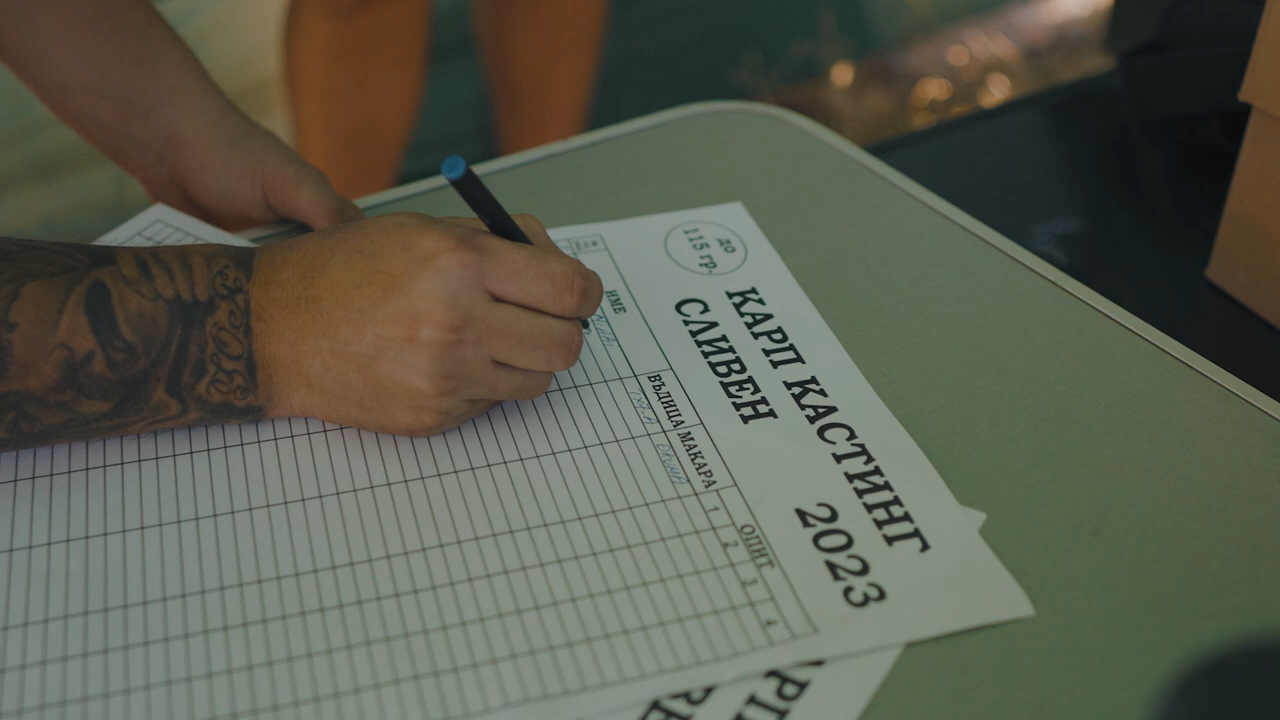 до
115 гр.
КАРП КАСТИНГ
СЛИВЕН 2023
ИМЕ ВЪДИЦА МАКАРА ОПИТ
1 2 3 4